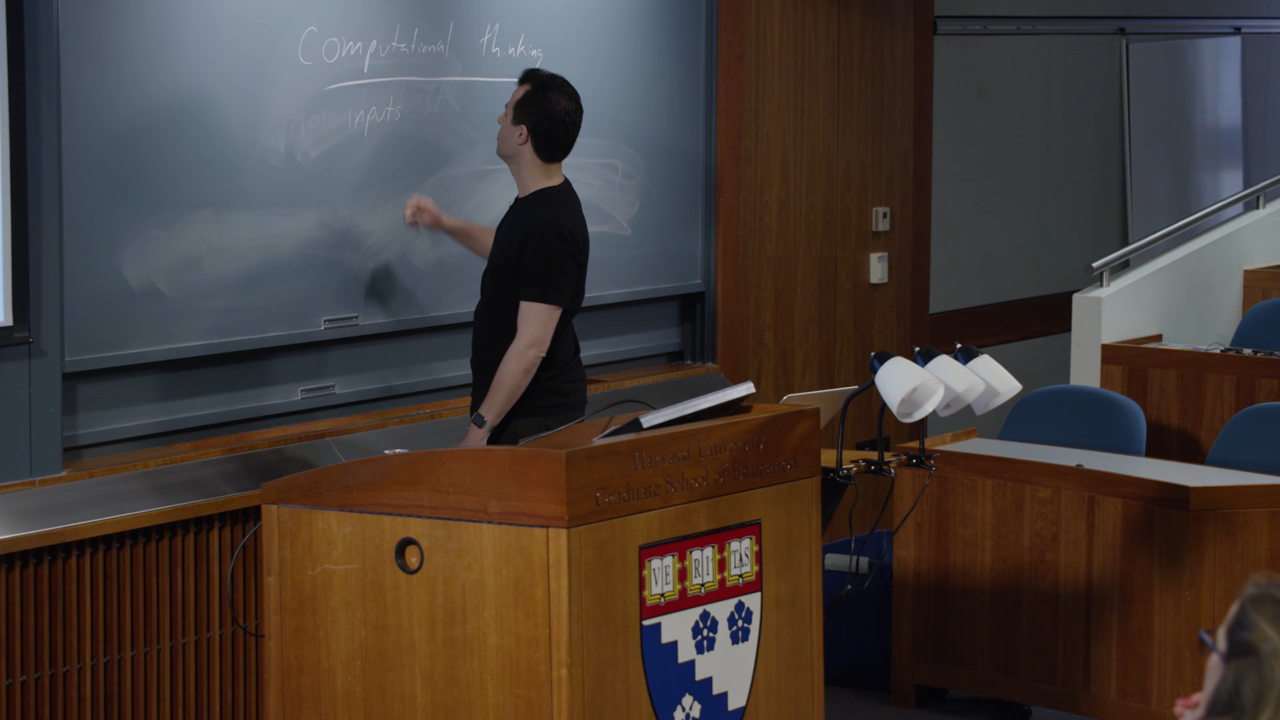 Computational thinking
inputs
Harvard University
Graduate School of Education
VE RI TAS